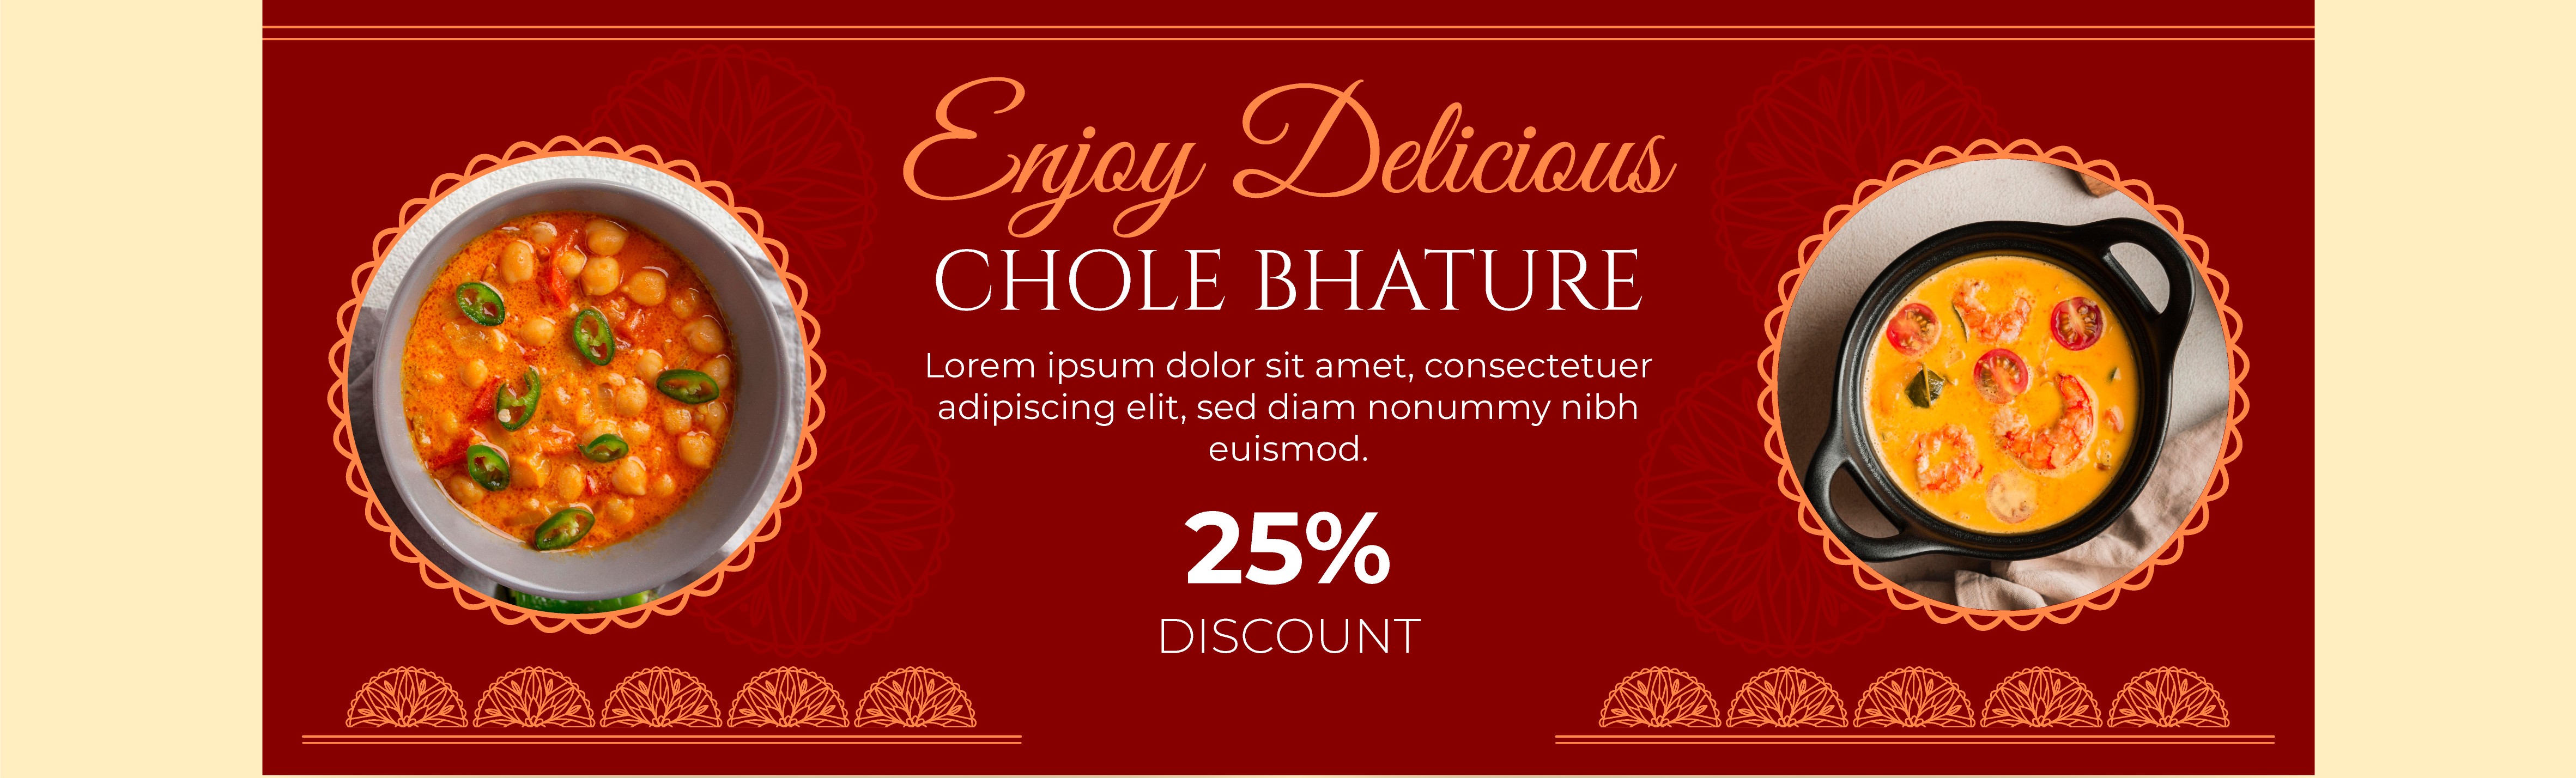 Enjoy Delicious
CHOLE BHATURE
Lorem ipsum dolor sit amet, consectetuer
adipiscing elit, sed diam nonummy nibh
euismod.
25%
DISCOUNT